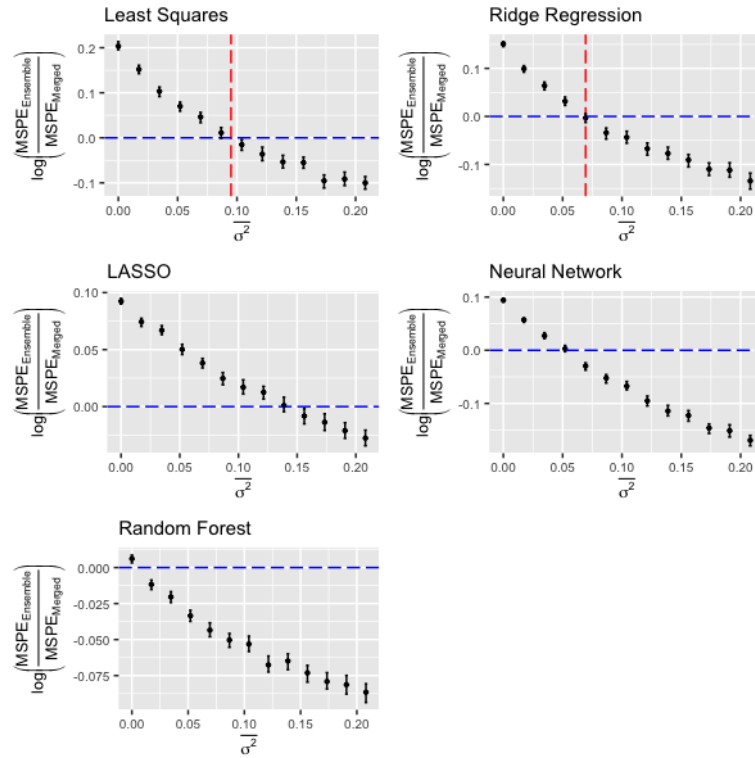 Least Squares
log(MSPE_Ensemble / MSPE_Merged)
0.2
0.1
0.0
-0.1
0.00 0.05 0.10 0.15 0.20
σ²
Ridge Regression
log(MSPE_Ensemble / MSPE_Merged)
0.1
0.0
-0.1
0.00 0.05 0.10 0.15 0.20
σ²
LASSO
log(MSPE_Ensemble / MSPE_Merged)
0.10
0.05
0.00
0.00 0.05 0.10 0.15 0.20
σ²
Neural Network
log(MSPE_Ensemble / MSPE_Merged)
0.1
0.0
-0.1
0.00 0.05 0.10 0.15 0.20
σ²
Random Forest
log(MSPE_Ensemble / MSPE_Merged)
0.000
-0.025
-0.050
-0.075
0.00 0.05 0.10 0.15 0.20
σ²